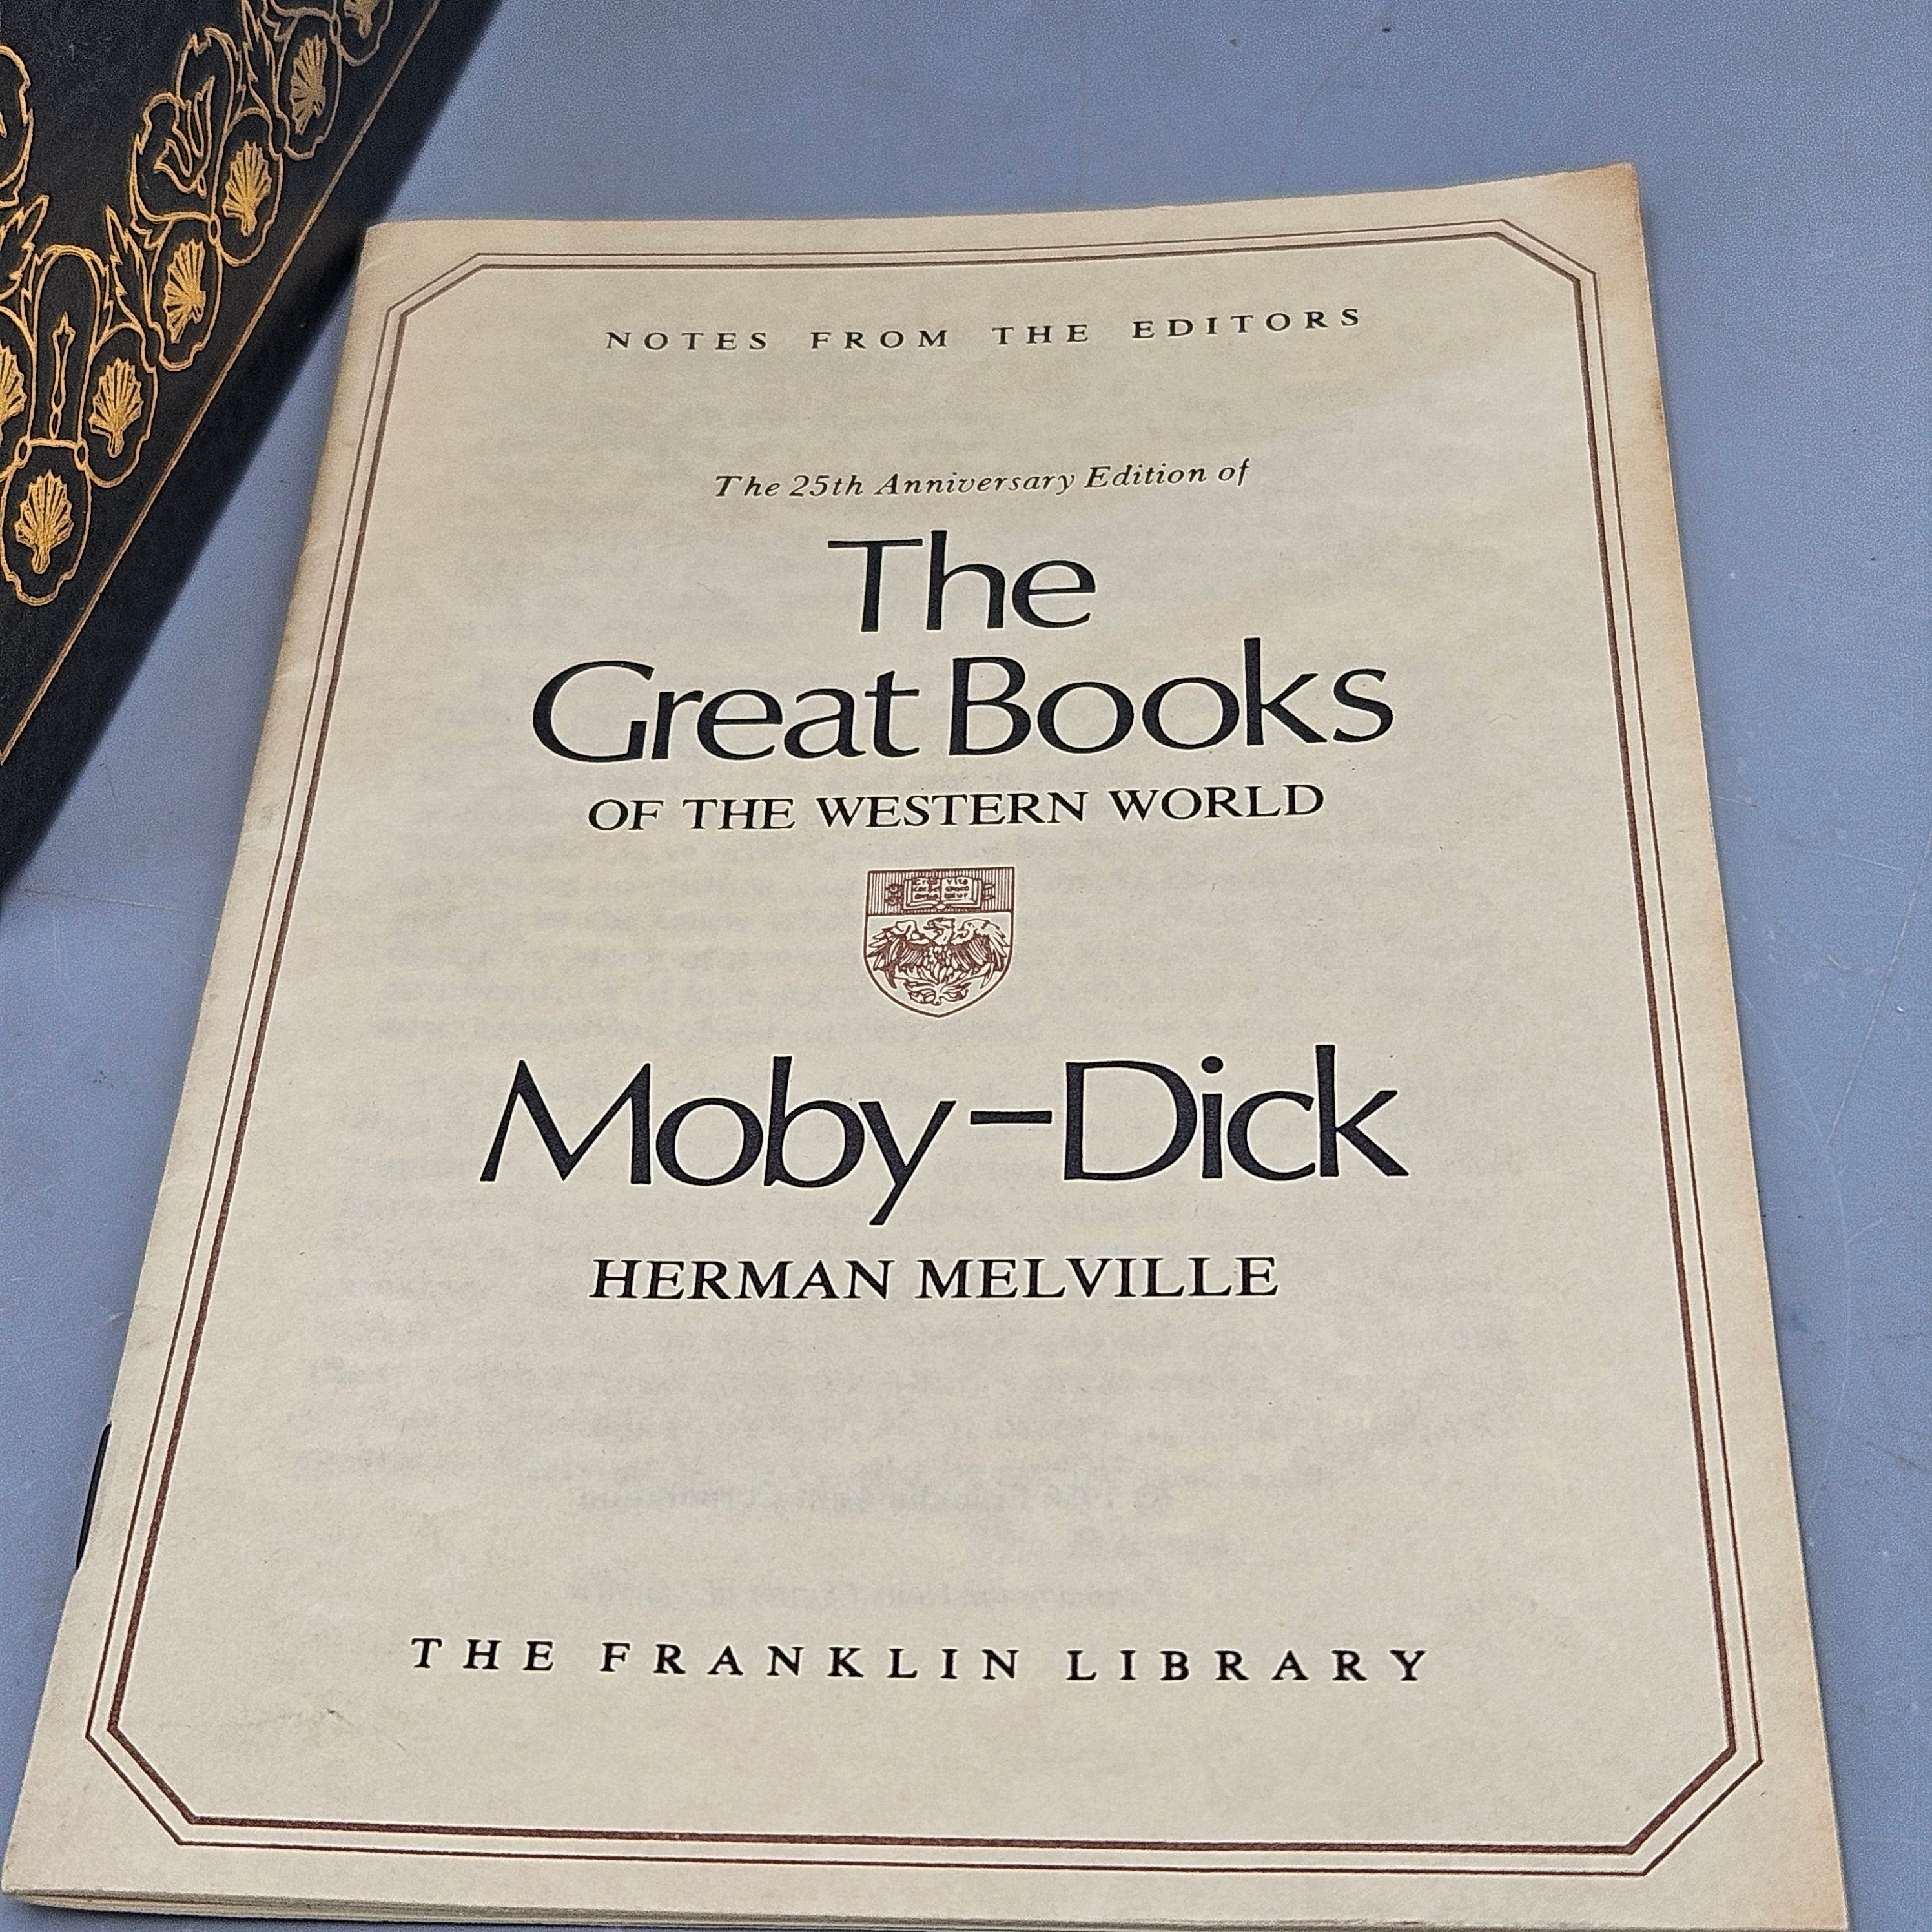 NOTES FROM THE EDITORS
The 25th Anniversary Edition of
The
Great Books
OF THE WESTERN WORLD
Moby-Dick
HERMAN MELVILLE
THE FRANKLIN LIBRARY